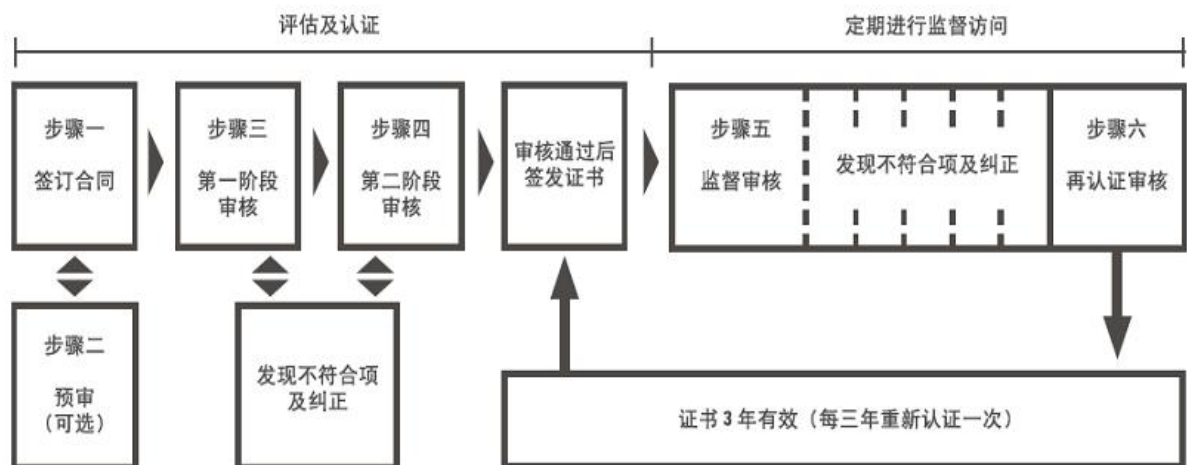 评估及认证
定期进行监督访问
步骤一
签订合同
步骤三
第一阶段
审核
步骤四
第二阶段
审核
审核通过后
签发证书
步骤五
监督审核
发现不符合项及纠正
步骤六
再认证审核
步骤二
预审
（可选）
发现不符合项
及纠正
证书 3 年有效（每三年重新认证一次）